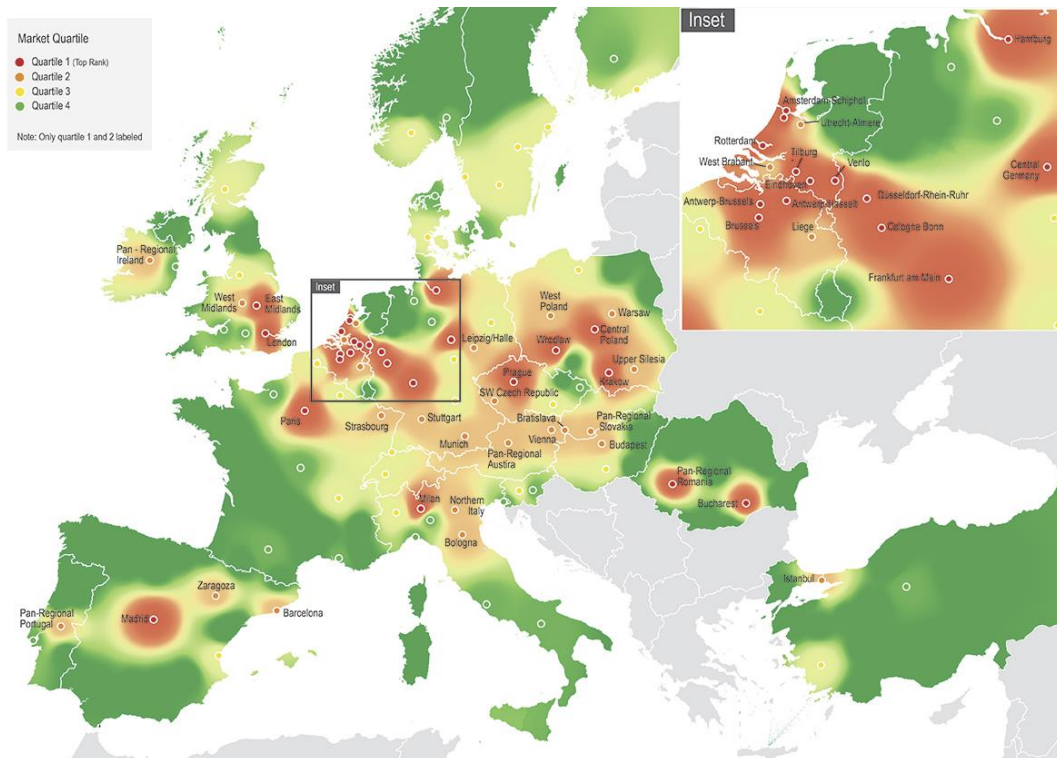 Market Quartile
Quartile 1 (Top Rank)
Quartile 2
Quartile 3
Quartile 4
Note: Only quartile 1 and 2 labeled
Pan - Regional
Ireland
West
Midlands
East
Midlands
London
Inset
Paris
Strasbourg
Stuttgart
Munich
Leipzig/Halle
West
Poland
Warsaw
Central
Poland
Wroclaw
Upper Silesia
Krakow
Prague
SW Czech Republic
Bratislava
Pan-Regional
Slovakia
Vienna
Budapest
Pan-Regional
Austira
Milan
Northern
Italy
Bologna
Pan-Regional
Romania
Bucharest
Istanbul
Zaragoza
Barcelona
Madrid
Pan-Regional
Portugal
Inset
Hamburg
Amsterdam-Schiphol
Utrecht-Almere
Rotterdam
Tilburg
West Brabant
Venlo
Eindhoven
Central
Germany
Düsseldorf-Rhein-Ruhr
Antwerp-Brussels
Antwerp-Hasselt
Brussels
Liege
Cologne Bonn
Frankfurt am Main